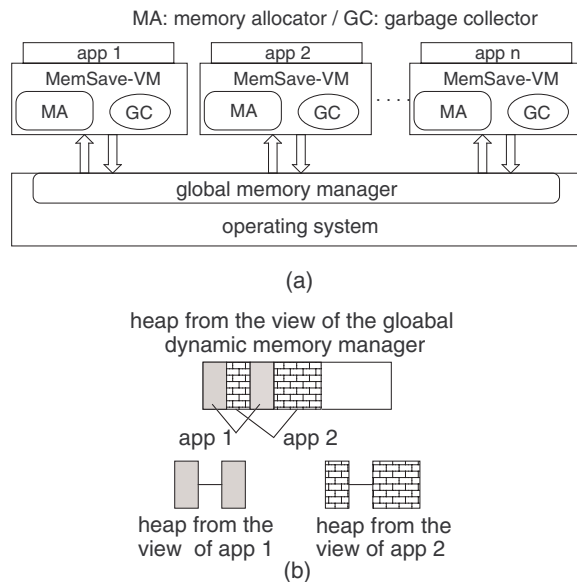 MA: memory allocator / GC: garbage collector
app 1
app 2
app n
MemSave-VM
MemSave-VM
MemSave-VM
MA
GC
MA
GC
. . . . .
MA
GC
global memory manager
operating system
(a)
heap from the view of the gloabal
dynamic memory manager
app 1
app 2
heap from the
view of app 1
heap from the
view of app 2
(b)